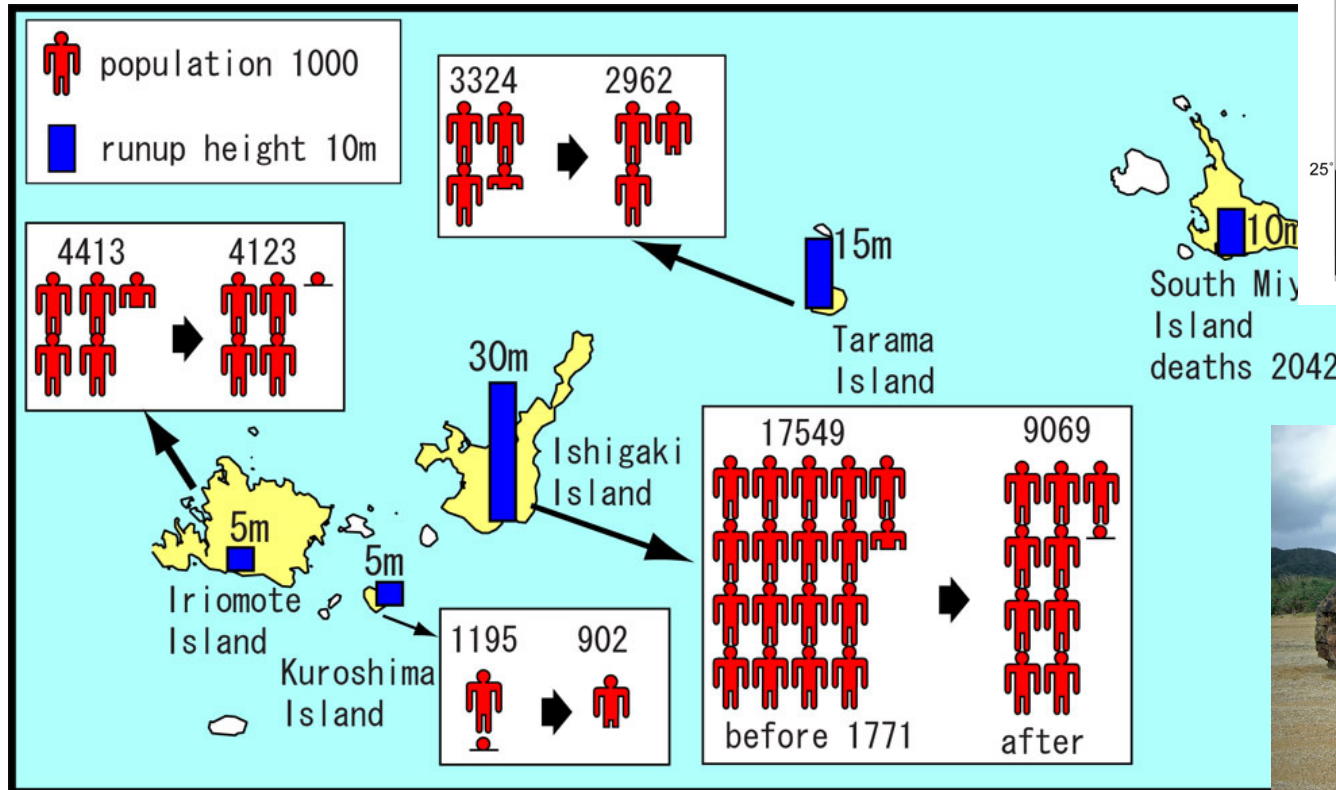 population 1000
runup height 10m
3324 2962
4413 4123
15m
10m
South Miy
Island
deaths 2042
Tarama
Island
30m
Ishigaki
Island
17549 9069
before 1771 after
5m
Iriomote
Island
5m
Kuroshima
Island
1195 902
25°